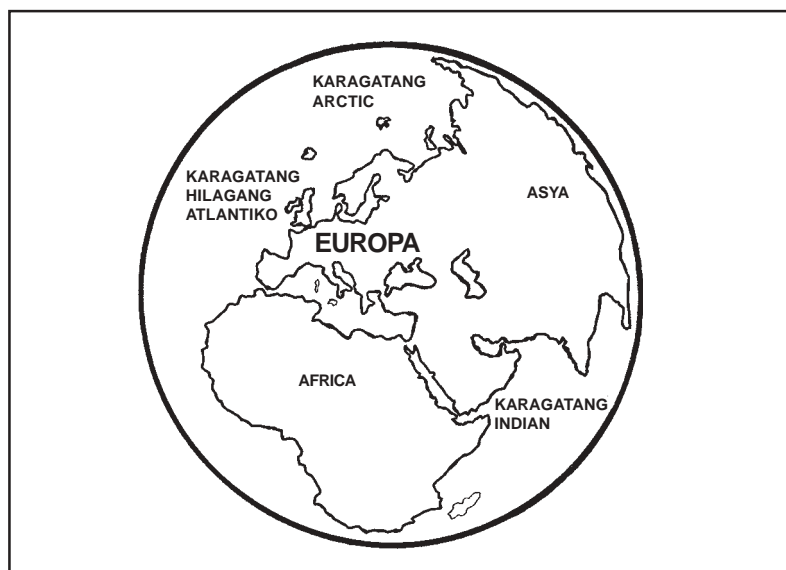 KARAGATANG
ARCTIC
KARAGATANG
HILAGANG
ATLANTIKO
ASYA
EUROPA
AFRICA
KARAGATANG
INDIAN